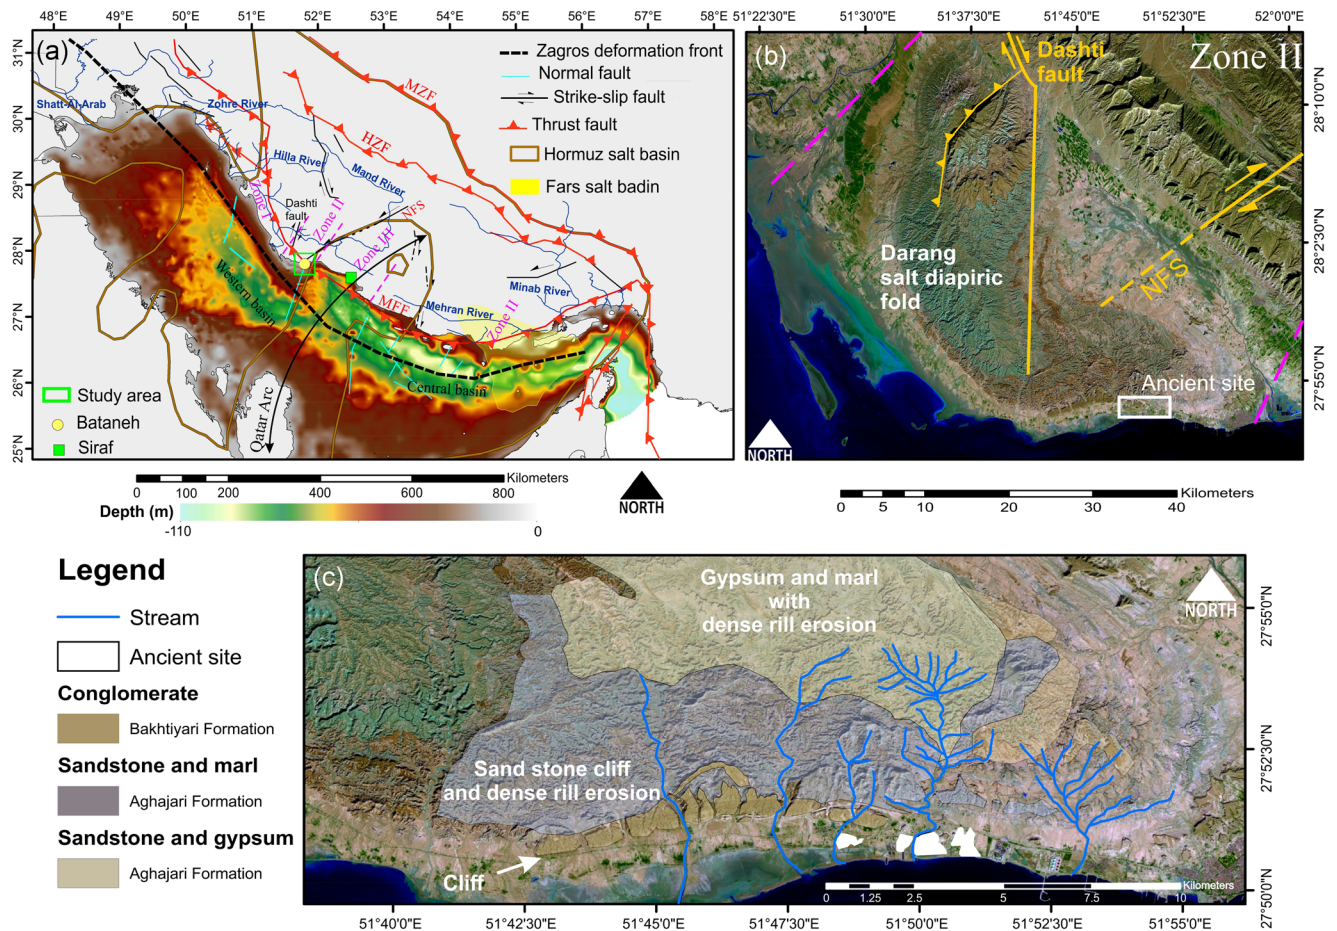 48°E
49°E
50°E
51°E
52°E
53°E
54°E
55°E
56°E
57°E
58°E
51°22'30"E
51°30'0"E
51°37'30"E
51°45'0"E
51°52'30"E
52°0'0"E
(a)
31°N
30°N
29°N
28°N
27°N
26°N
25°N
Shatt-Al-Arab
Zohre River
MZF
HZF
Hilla River
Mand River
Zone I
Dashti
fault
Zone II
NFS
Zone III
Western basin
MFF
Mehran River
Minab River
Zone II
Central basin
Qatar Arc
Zagros deformation front
Normal fault
Strike-slip fault
Thrust fault
Hormuz salt basin
Fars salt badin
Study area
Bataneh
Siraf
0
50
100
200
400
600
800
Kilometers
Depth (m)
-110
0
NORTH
(b)
Dashti
fault
Zone II
Darang
salt diapiric
fold
NFS
Ancient site
NORTH
28°10'0"N
28°2'30"N
27°55'0"N
0
5
10
20
30
40
Kilometers
Legend
Stream
Ancient site
Conglomerate
Bakhtiyari Formation
Sandstone and marl
Aghajari Formation
Sandstone and gypsum
Aghajari Formation
(c)
Gypsum and marl
with
dense rill erosion
NORTH
Sand stone cliff
and dense rill erosion
Cliff
0
1.25
2.5
5
7.5
10
Kilometers
27°55'0"N
27°52'30"N
27°50'0"N
51°40'0"E
51°42'30"E
51°45'0"E
51°47'30"E
51°50'0"E
51°52'30"E
51°55'0"E